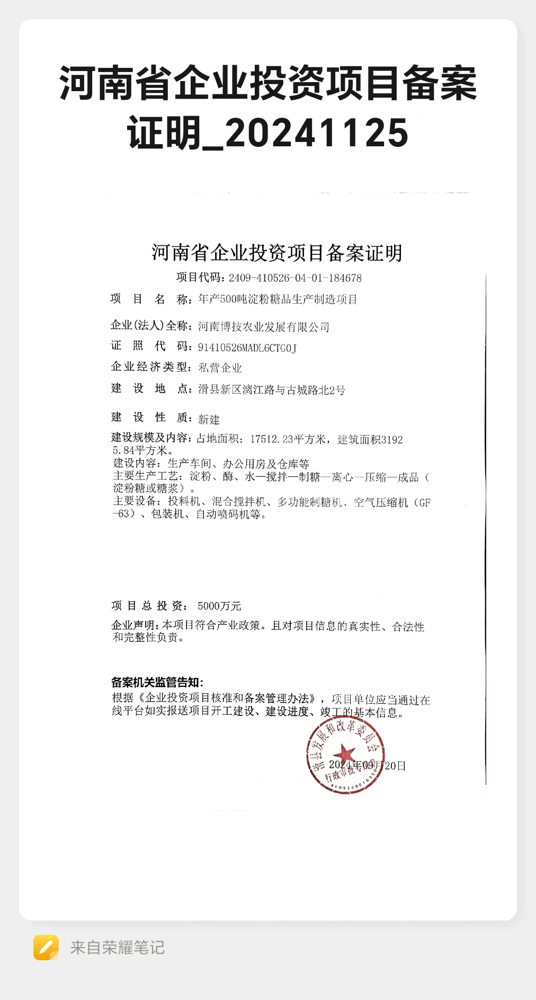 河南省企业投资项目备案
证明_20241125
河南省企业投资项目备案证明
项目代码：2409-410526-04-01-184678
项目名称：年产500吨淀粉糖品生产制造项目
企业(法人)全称：河南博技农业发展有限公司
证照代码：91410526MADL6CTG0J
企业经济类型：私营企业
建设地点：滑县新区漓江路与古城路北2号
建设性质：新建
建设规模及内容：占地面积：17512.23平方米，建筑面积3192
5.84平方米。
建设内容：生产车间、办公用房及仓库等
主要生产工艺：淀粉、酶、水—搅拌—制糖—离心—压缩—成品（
淀粉糖或糖浆）。
主要设备：投料机、混合搅拌机、多功能制糖机、空气压缩机（GF
-63）、包装机、自动喷码机等。
项目总投资：5000万元
企业声明：本项目符合产业政策。且对项目信息的真实性、合法性
和完整性负责。
备案机关监管告知：
根据《企业投资项目核准和备案管理办法》，项目单位应当通过在
线平台如实报送项目开工建设、建设进度、竣工的基本信息。
滑县发展和改革委员会
2024年09月20日
行政审批专用章
4105260010350
来自荣耀笔记